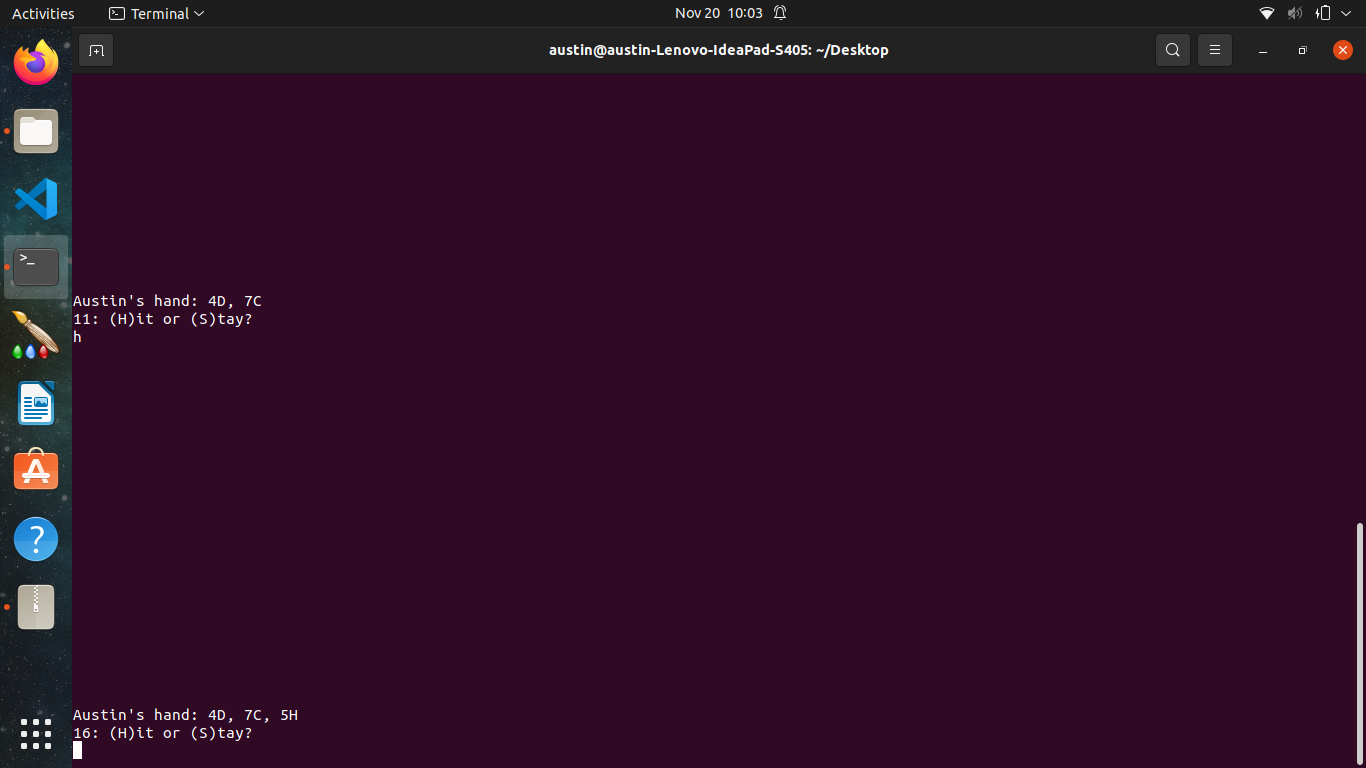 Activities Terminal Nov 20 10:03
austin@austin-Lenovo-IdeaPad-S405: ~/Desktop
Austin's hand: 4D, 7C
11: (H)it or (S)tay?
h
Austin's hand: 4D, 7C, 5H
16: (H)it or (S)tay?